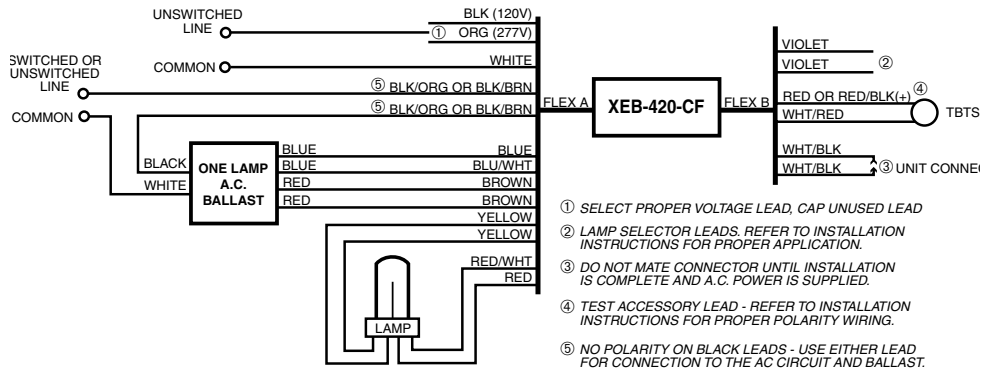 UNSWITCHED
LINE
BLK (120V)
① ORG (277V)
COMMON
WHITE
SWITCHED OR
UNSWITCHED
LINE
⑤ BLK/ORG OR BLK/BRN
COMMON
⑤ BLK/ORG OR BLK/BRN
FLEX A
XEB-420-CF
FLEX B
VIOLET
VIOLET
②
RED OR RED/BLK(+)
④
WHT/RED
TBTS
WHT/BLK
WHT/BLK
③ UNIT CONNEC
BLACK
WHITE
ONE LAMP
A.C.
BALLAST
BLUE
BLUE
RED
RED
BLUE
BLU/WHT
BROWN
BROWN
YELLOW
YELLOW
RED/WHT
RED
LAMP
① SELECT PROPER VOLTAGE LEAD, CAP UNUSED LEAD
② LAMP SELECTOR LEADS. REFER TO INSTALLATION
INSTRUCTIONS FOR PROPER APPLICATION.
③ DO NOT MATE CONNECTOR UNTIL INSTALLATION
IS COMPLETE AND A.C. POWER IS SUPPLIED.
④ TEST ACCESSORY LEAD - REFER TO INSTALLATION
INSTRUCTIONS FOR PROPER POLARITY WIRING.
⑤ NO POLARITY ON BLACK LEADS - USE EITHER LEAD
FOR CONNECTION TO THE AC CIRCUIT AND BALLAST.